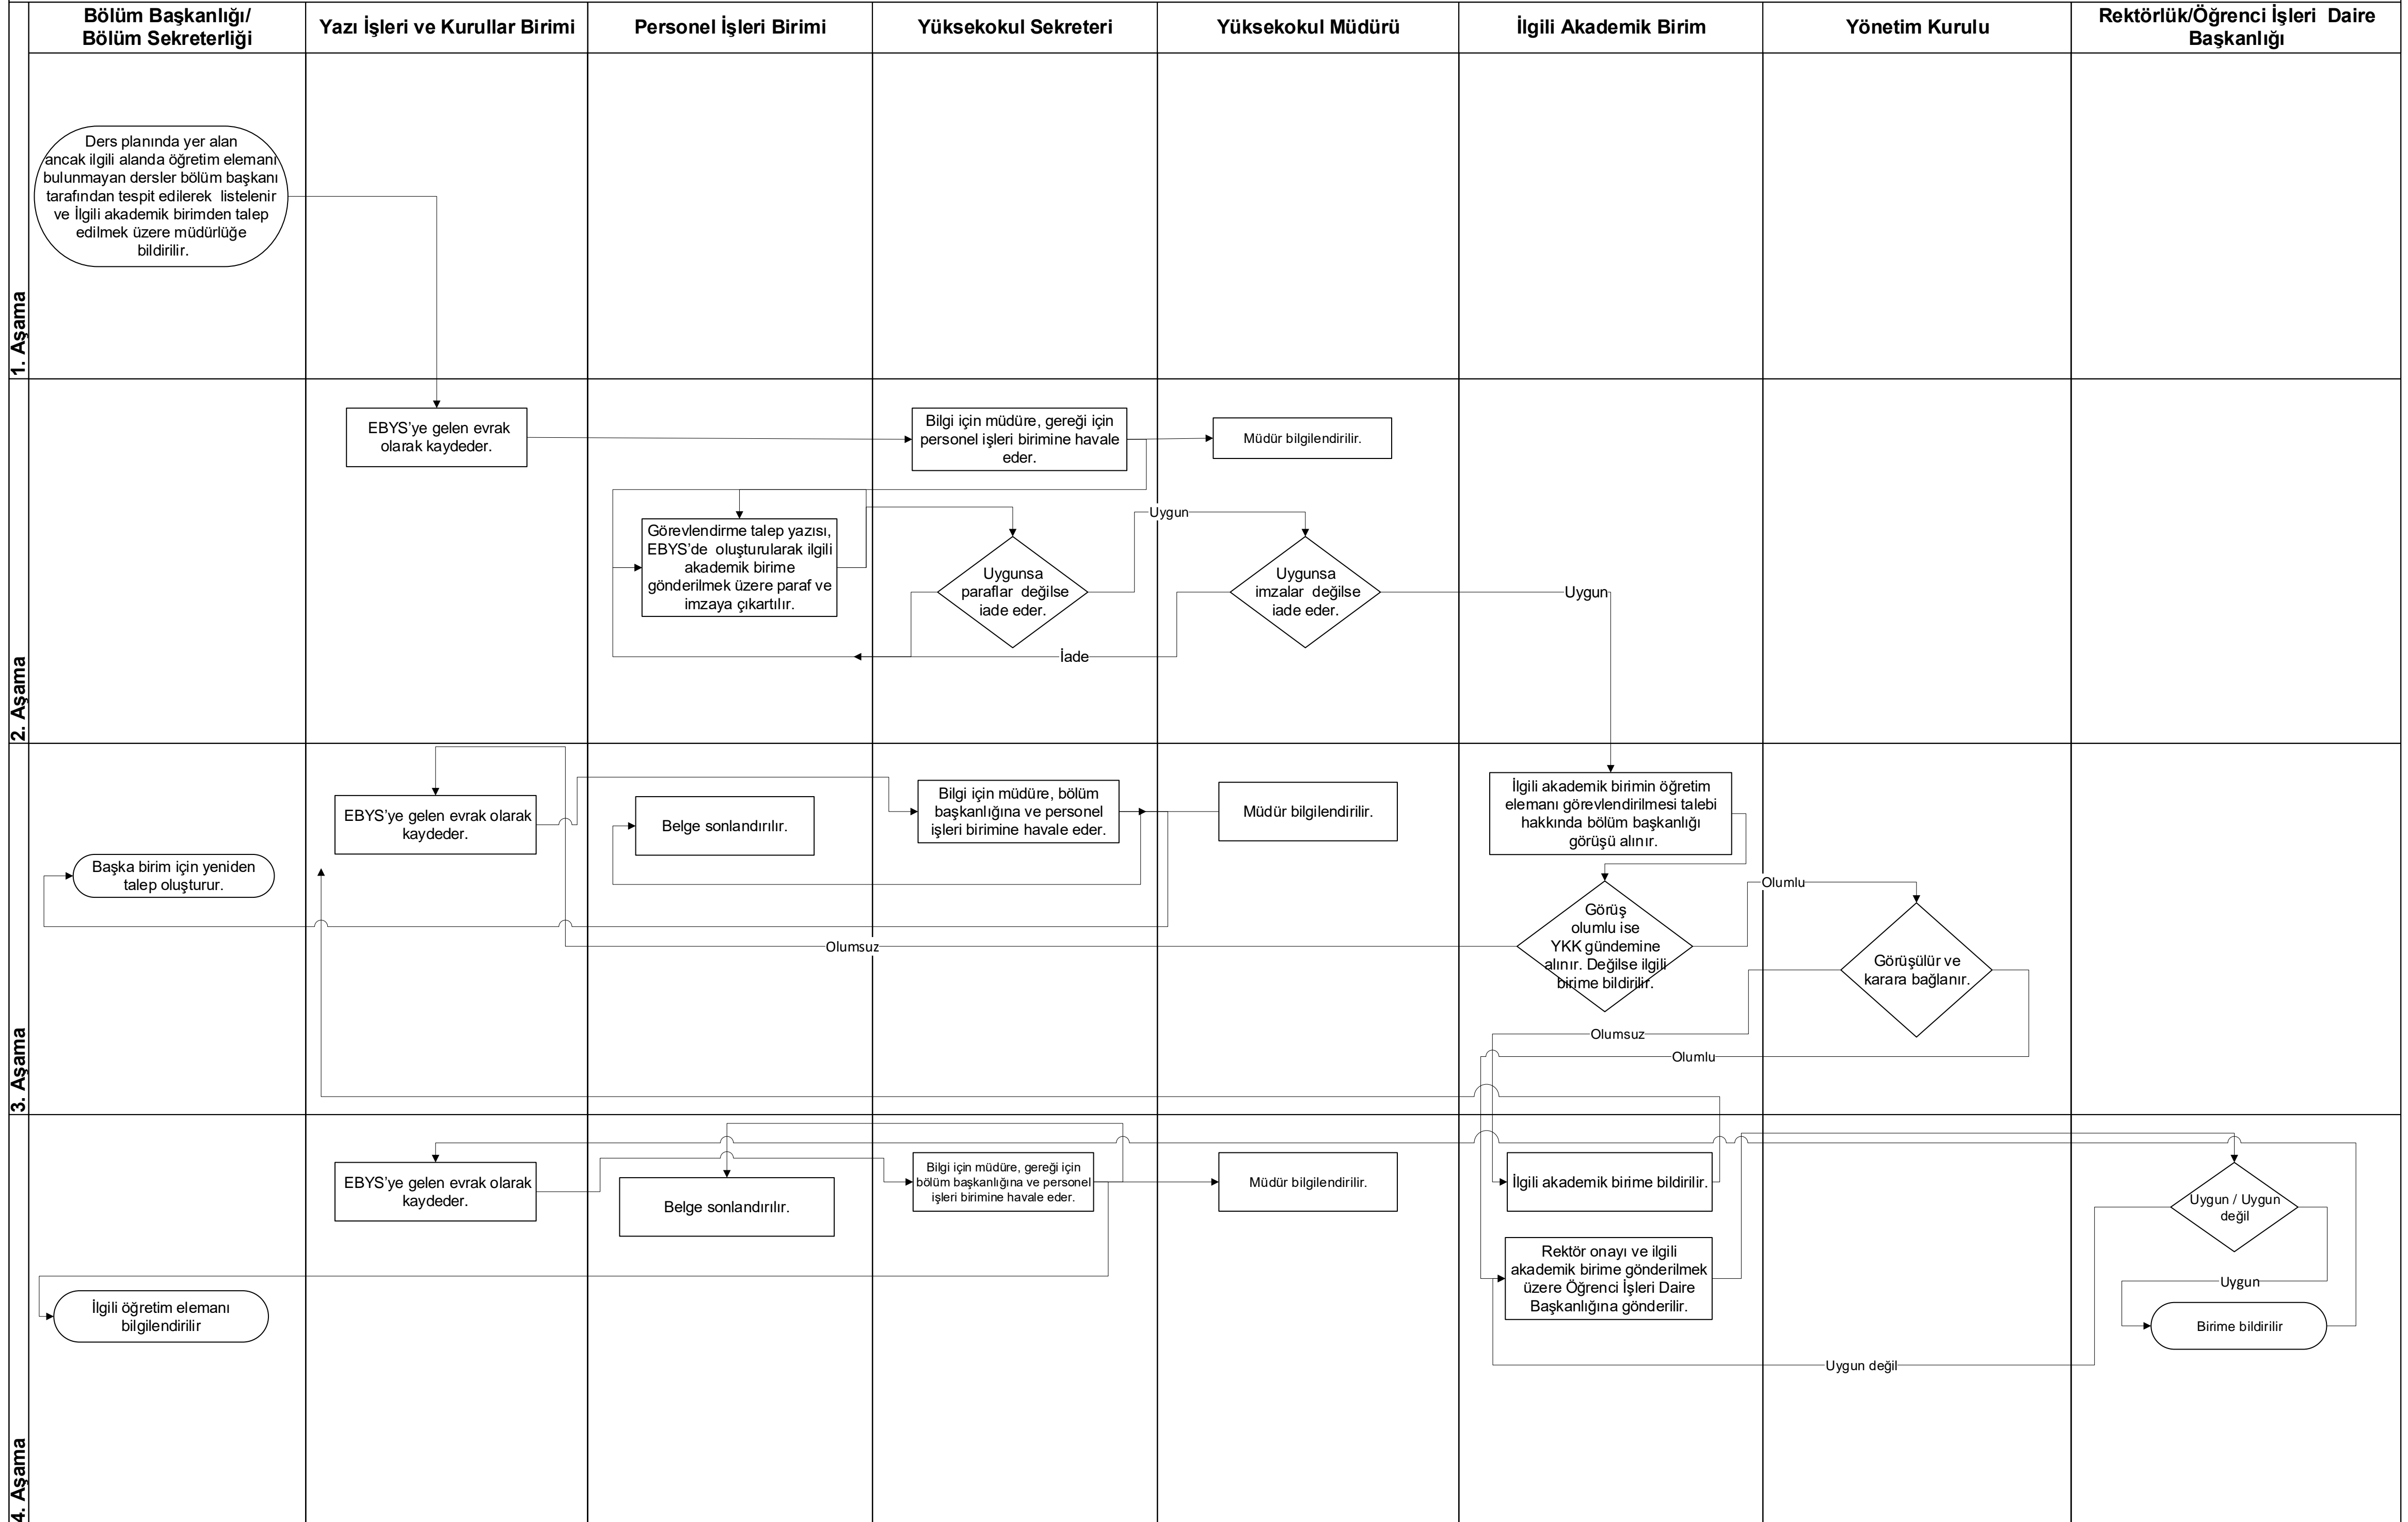 Bölüm Başkanlığı/
Bölüm Sekreterliği
Yazı İşleri ve Kurullar Birimi
Personel İşleri Birimi
Yüksekokul Sekreteri
Yüksekokul Müdürü
İlgili Akademik Birim
Yönetim Kurulu
Rektörlük/Öğrenci İşleri Daire
Başkanlığı
1. Aşama
Ders planında yer alan
ancak ilgili alanda öğretim elemanı
bulunmayan dersler bölüm başkanı
tarafından tespit edilerek listelenir
ve İlgili akademik birimden talep
edilmek üzere müdürlüğe
bildirilir.
2. Aşama
EBYS'ye gelen evrak
olarak kaydeder.
Bilgi için müdüre, gereği için
personel işleri birimine havale
eder.
Müdür bilgilendirilir.
Görevlendirme talep yazısı,
EBYS'de oluşturularak ilgili
akademik birime
gönderilmek üzere paraf ve
imzaya çıkartılır.
Uygunsa
paraflar değilse
iade eder.
Uygun
Uygunsa
imzalar değilse
iade eder.
Uygun
İade
3. Aşama
EBYS'ye gelen evrak olarak
kaydeder.
Belge sonlandırılır.
Bilgi için müdüre, bölüm
başkanlığına ve personel
işleri birimine havale eder.
Müdür bilgilendirilir.
İlgili akademik birimin öğretim
elemanı görevlendirilmesi talebi
hakkında bölüm başkanlığı
görüşü alınır.
Başka birim için yeniden
talep oluşturur.
Olumsuz
Görüş
olumlu ise
YKK gündemine
alınır. Değilse ilgili
birime bildirilir.
Olumlu
Görüşülür ve
karara bağlanır.
Olumsuz
Olumlu
4. Aşama
EBYS'ye gelen evrak olarak
kaydeder.
Belge sonlandırılır.
Bilgi için müdüre, gereği için
bölüm başkanlığına ve personel
işleri birimine havale eder.
Müdür bilgilendirilir.
İlgili akademik birime bildirilir.
Uygun / Uygun
değil
Rektör onayı ve ilgili
akademik birime gönderilmek
üzere Öğrenci İşleri Daire
Başkanlığına gönderilir.
Uygun
İlgili öğretim elemanı
bilgilendirilir
Birime bildirilir
Uygun değil